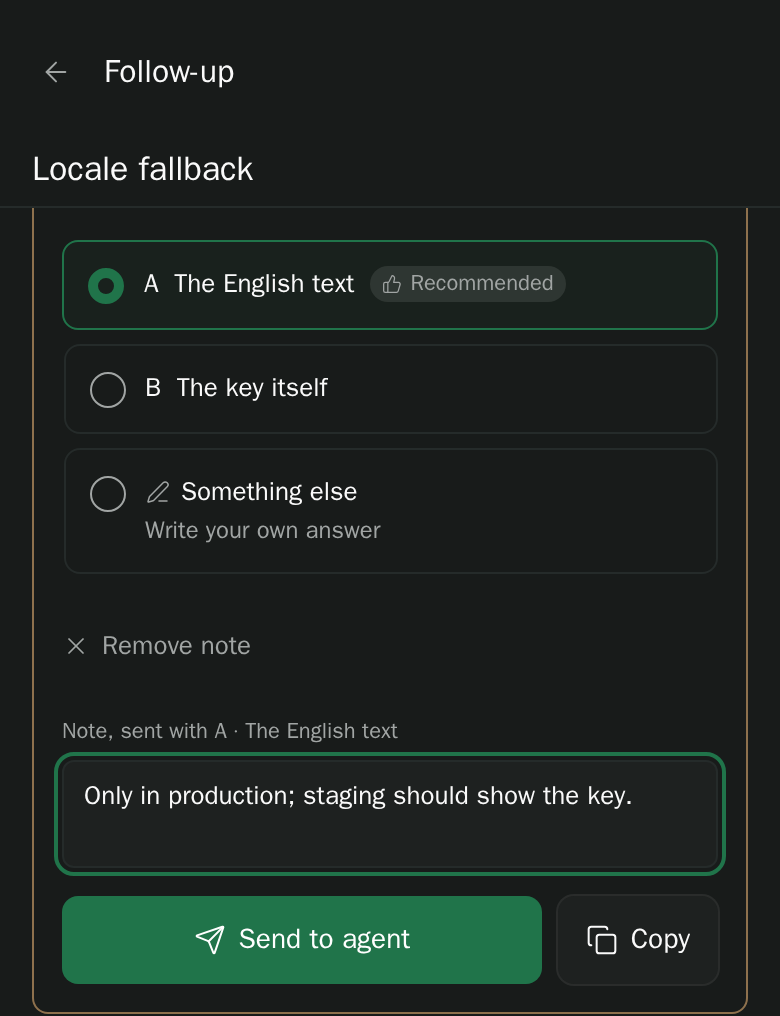 Follow-up
Locale fallback
A The English text Recommended
B The key itself
Something else
Write your own answer
Remove note
Note, sent with A · The English text
Only in production; staging should show the key.
Send to agent Copy